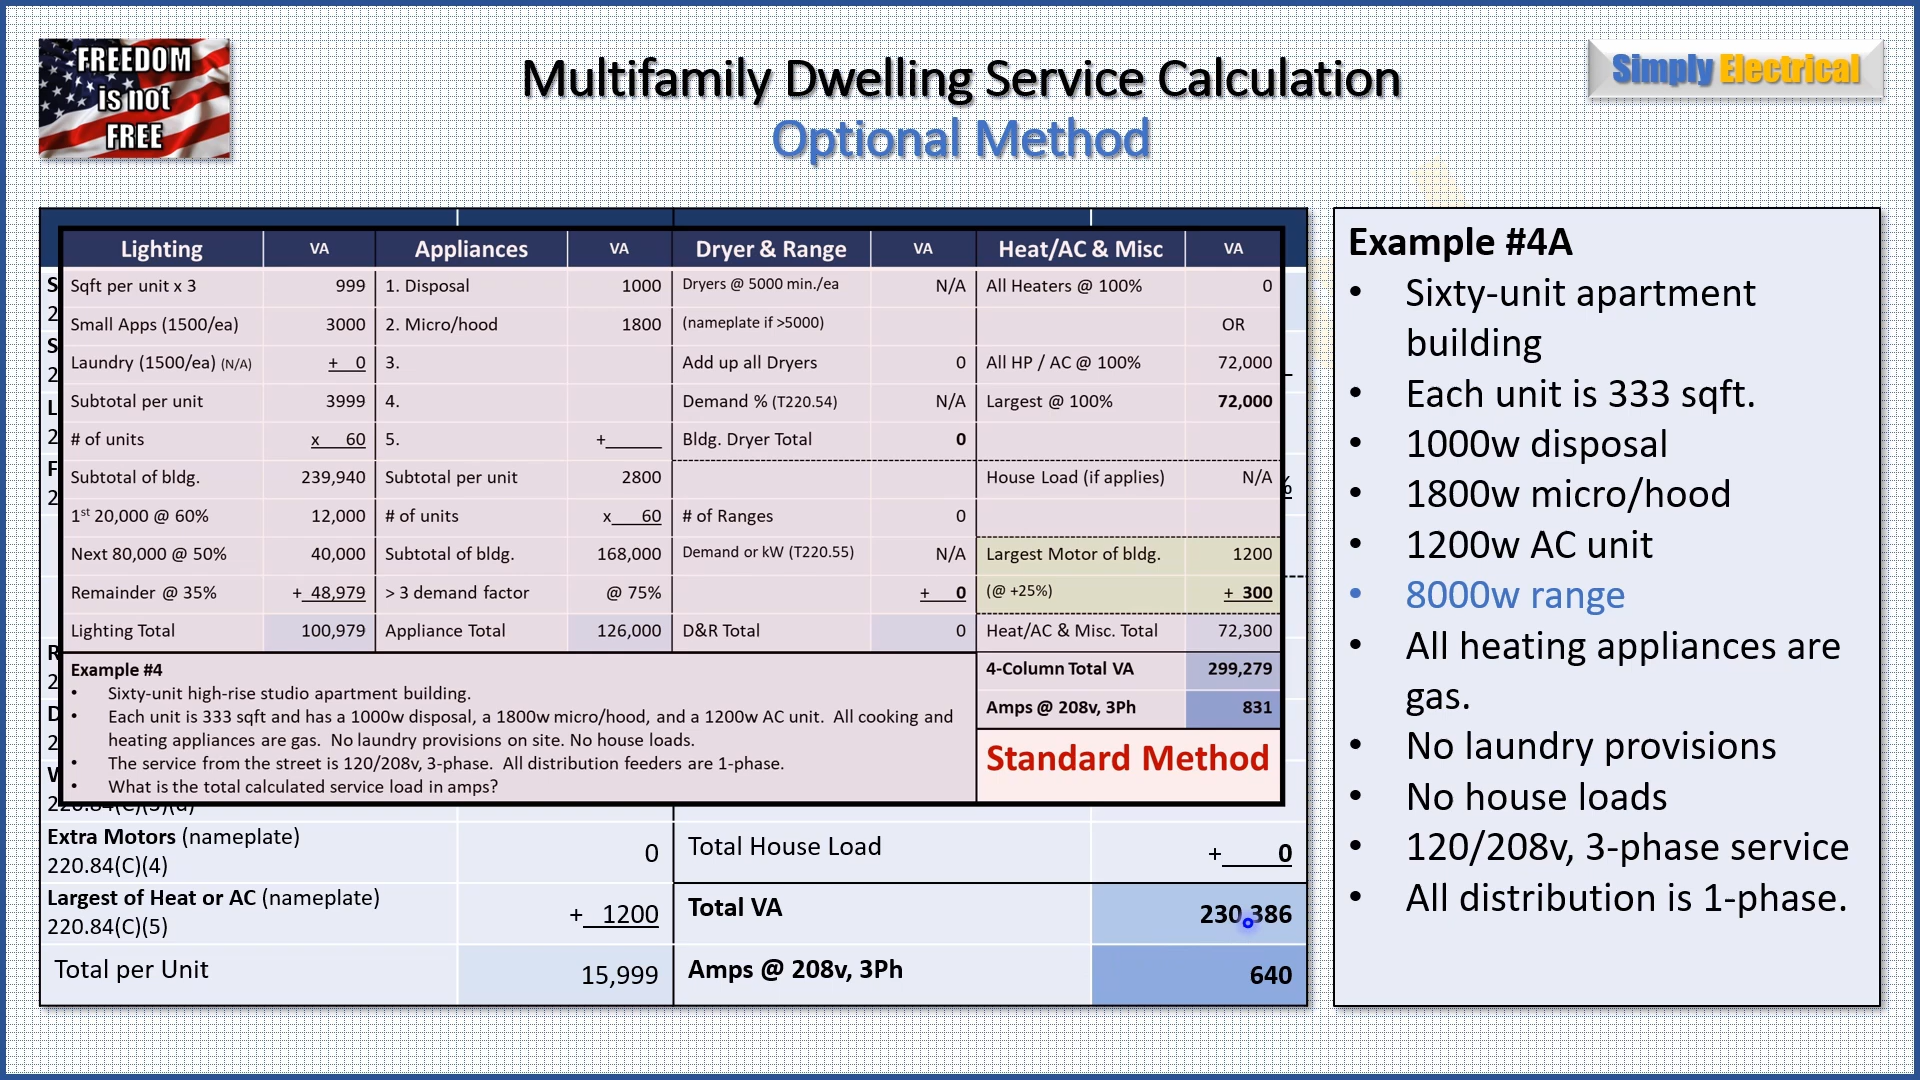 FREEDOM
is not
FREE
Multifamily Dwelling Service Calculation
Optional Method
Simply Electrical
Lighting VA Appliances VA Dryer & Range VA Heat/AC & Misc VA
Sqft per unit x 3 999 1. Disposal 1000 Dryers @ 5000 min./ea N/A All Heaters @ 100% 0
Small Apps (1500/ea) 3000 2. Micro/hood 1800 (nameplate if >5000) OR
Laundry (1500/ea) (N/A) + 0 3. Add up all Dryers 0 All HP / AC @ 100% 72,000
Subtotal per unit 3999 4. Demand % (T220.54) N/A Largest @ 100% 72,000
# of units x 60 5. + Bldg. Dryer Total 0
Subtotal of bldg. 239,940 Subtotal per unit 2800 House Load (if applies) N/A
1st 20,000 @ 60% 12,000 # of units x 60 # of Ranges 0
Next 80,000 @ 50% 40,000 Subtotal of bldg. 168,000 Demand or kW (T220.55) N/A Largest Motor of bldg. 1200
Remainder @ 35% + 48,979 > 3 demand factor @ 75% + 0 (@ +25%) + 300
Lighting Total 100,979 Appliance Total 126,000 D&R Total 0 Heat/AC & Misc. Total 72,300
Example #4 4-Column Total VA 299,279
• Sixty-unit high-rise studio apartment building.
• Each unit is 333 sqft and has a 1000w disposal, a 1800w micro/hood, and a 1200w AC unit. All cooking and Amps @ 208v, 3Ph 831
heating appliances are gas. No laundry provisions on site. No house loads.
• The service from the street is 120/208v, 3-phase. All distribution feeders are 1-phase. Standard Method
• What is the total calculated service load in amps?
Extra Motors (nameplate)
220.84(C)(4) 0 Total House Load + 0
Largest of Heat or AC (nameplate)
220.84(C)(5) + 1200 Total VA 230,386
Total per Unit 15,999 Amps @ 208v, 3Ph 640
Example #4A
• Sixty-unit apartment
building
• Each unit is 333 sqft.
• 1000w disposal
• 1800w micro/hood
• 1200w AC unit
• 8000w range
• All heating appliances are
gas.
• No laundry provisions
• No house loads
• 120/208v, 3-phase service
• All distribution is 1-phase.